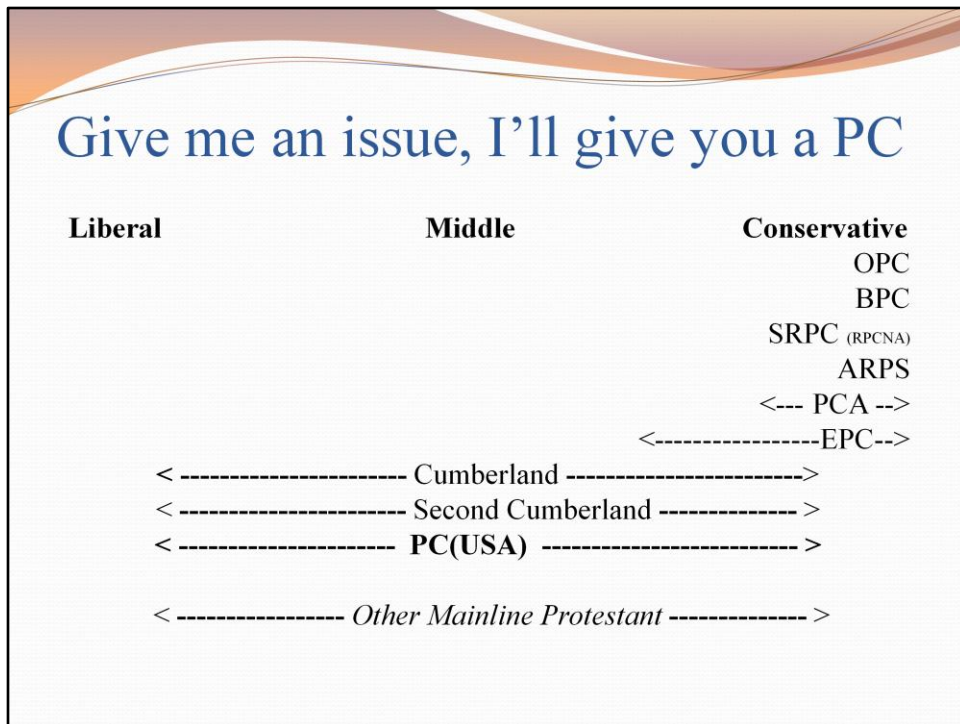 Give me an issue, I’ll give you a PC
Liberal Middle Conservative
OPC
BPC
SRPC (RPCNA)
ARPS
<--- PCA -->
<-----------------EPC-->
< ----------------------- Cumberland ------------------------>
< ----------------------- Second Cumberland -------------- >
< ---------------------- PC(USA) -------------------------- >
< ----------------- Other Mainline Protestant -------------- >